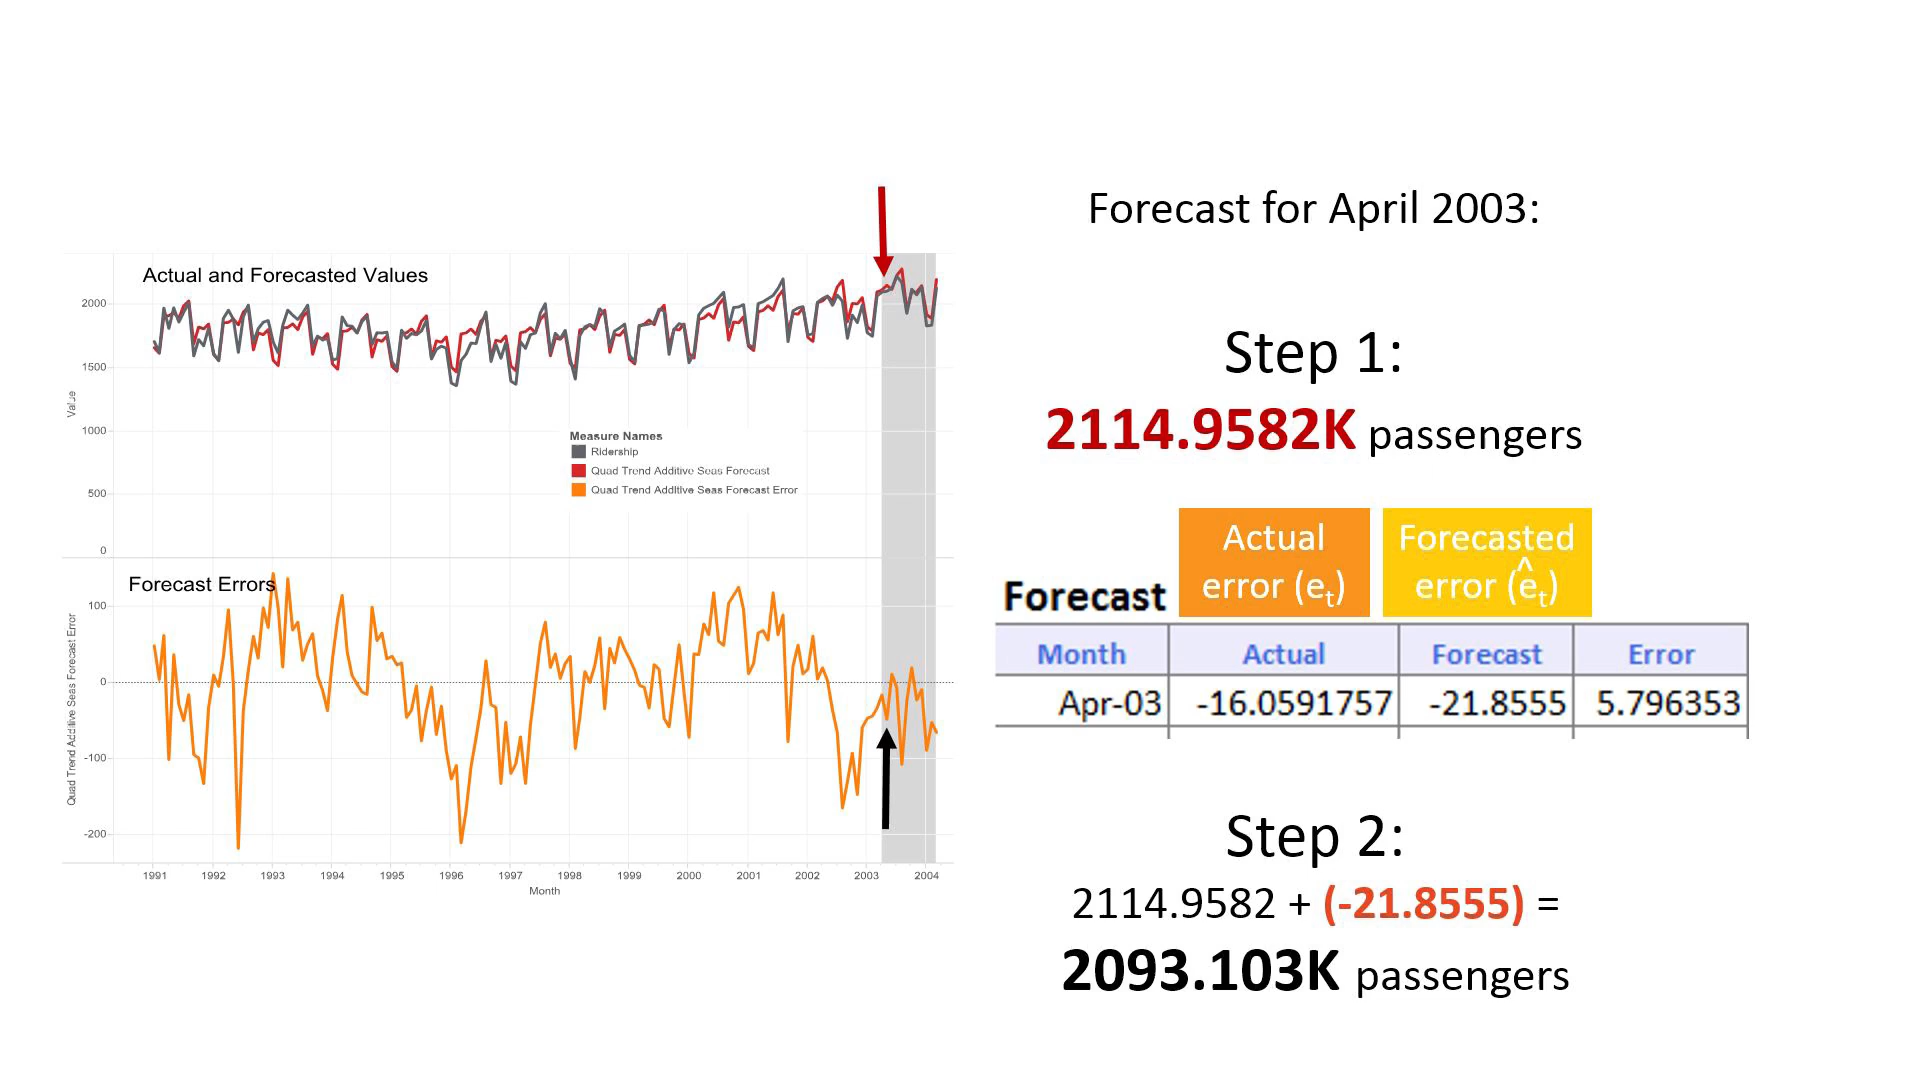 Actual and Forecasted Values
2000
1500
1000
500
0
Value
Measure Names
Ridership
Quad Trend Additive Seas Forecast
Quad Trend Additive Seas Forecast Error
Forecast Errors
100
0
-100
-200
Quad Trend Additive Seas Forecast Error
1991 1992 1993 1994 1995 1996 1997 1998 1999 2000 2001 2002 2003 2004
Month
Forecast for April 2003:
Step 1:
2114.9582K passengers
Actual
error (eₜ)
Forecasted
error (êₜ)
Forecast
Month Actual Forecast Error
Apr-03 -16.0591757 -21.8555 5.796353
Step 2:
2114.9582 + (-21.8555) =
2093.103K passengers